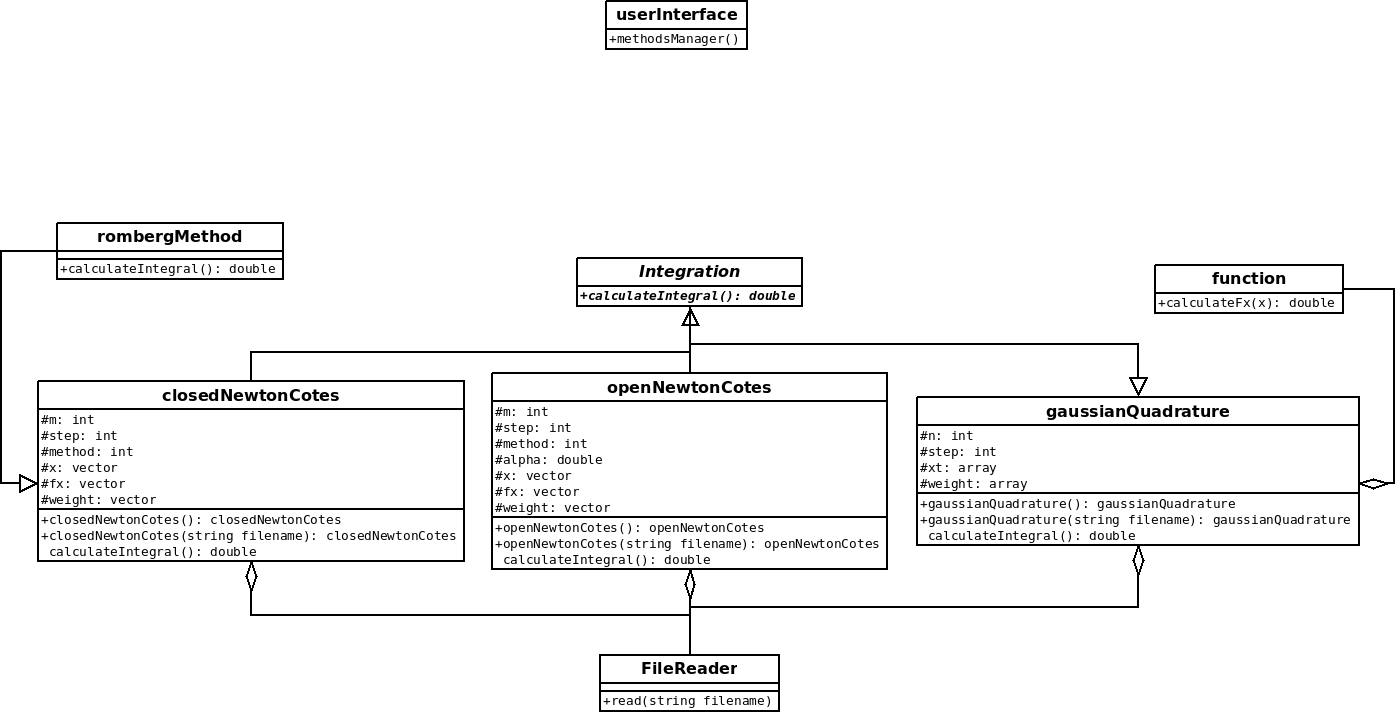 userInterface
+methodsManager()
rombergMethod
+calculateIntegral(): double
Integration
+calculateIntegral(): double
function
+calculateFx(x): double
closedNewtonCotes
#m: int
#step: int
#method: int
#x: vector
#fx: vector
#weight: vector
+closedNewtonCotes(): closedNewtonCotes
+closedNewtonCotes(string filename): closedNewtonCotes
calculateIntegral(): double
openNewtonCotes
#m: int
#step: int
#method: int
#alpha: double
#x: vector
#fx: vector
#weight: vector
+openNewtonCotes(): openNewtonCotes
+openNewtonCotes(string filename): openNewtonCotes
calculateIntegral(): double
gaussianQuadrature
#n: int
#step: int
#xt: array
#weight: array
+gaussianQuadrature(): gaussianQuadrature
+gaussianQuadrature(string filename): gaussianQuadrature
calculateIntegral(): double
FileReader
+read(string filename)